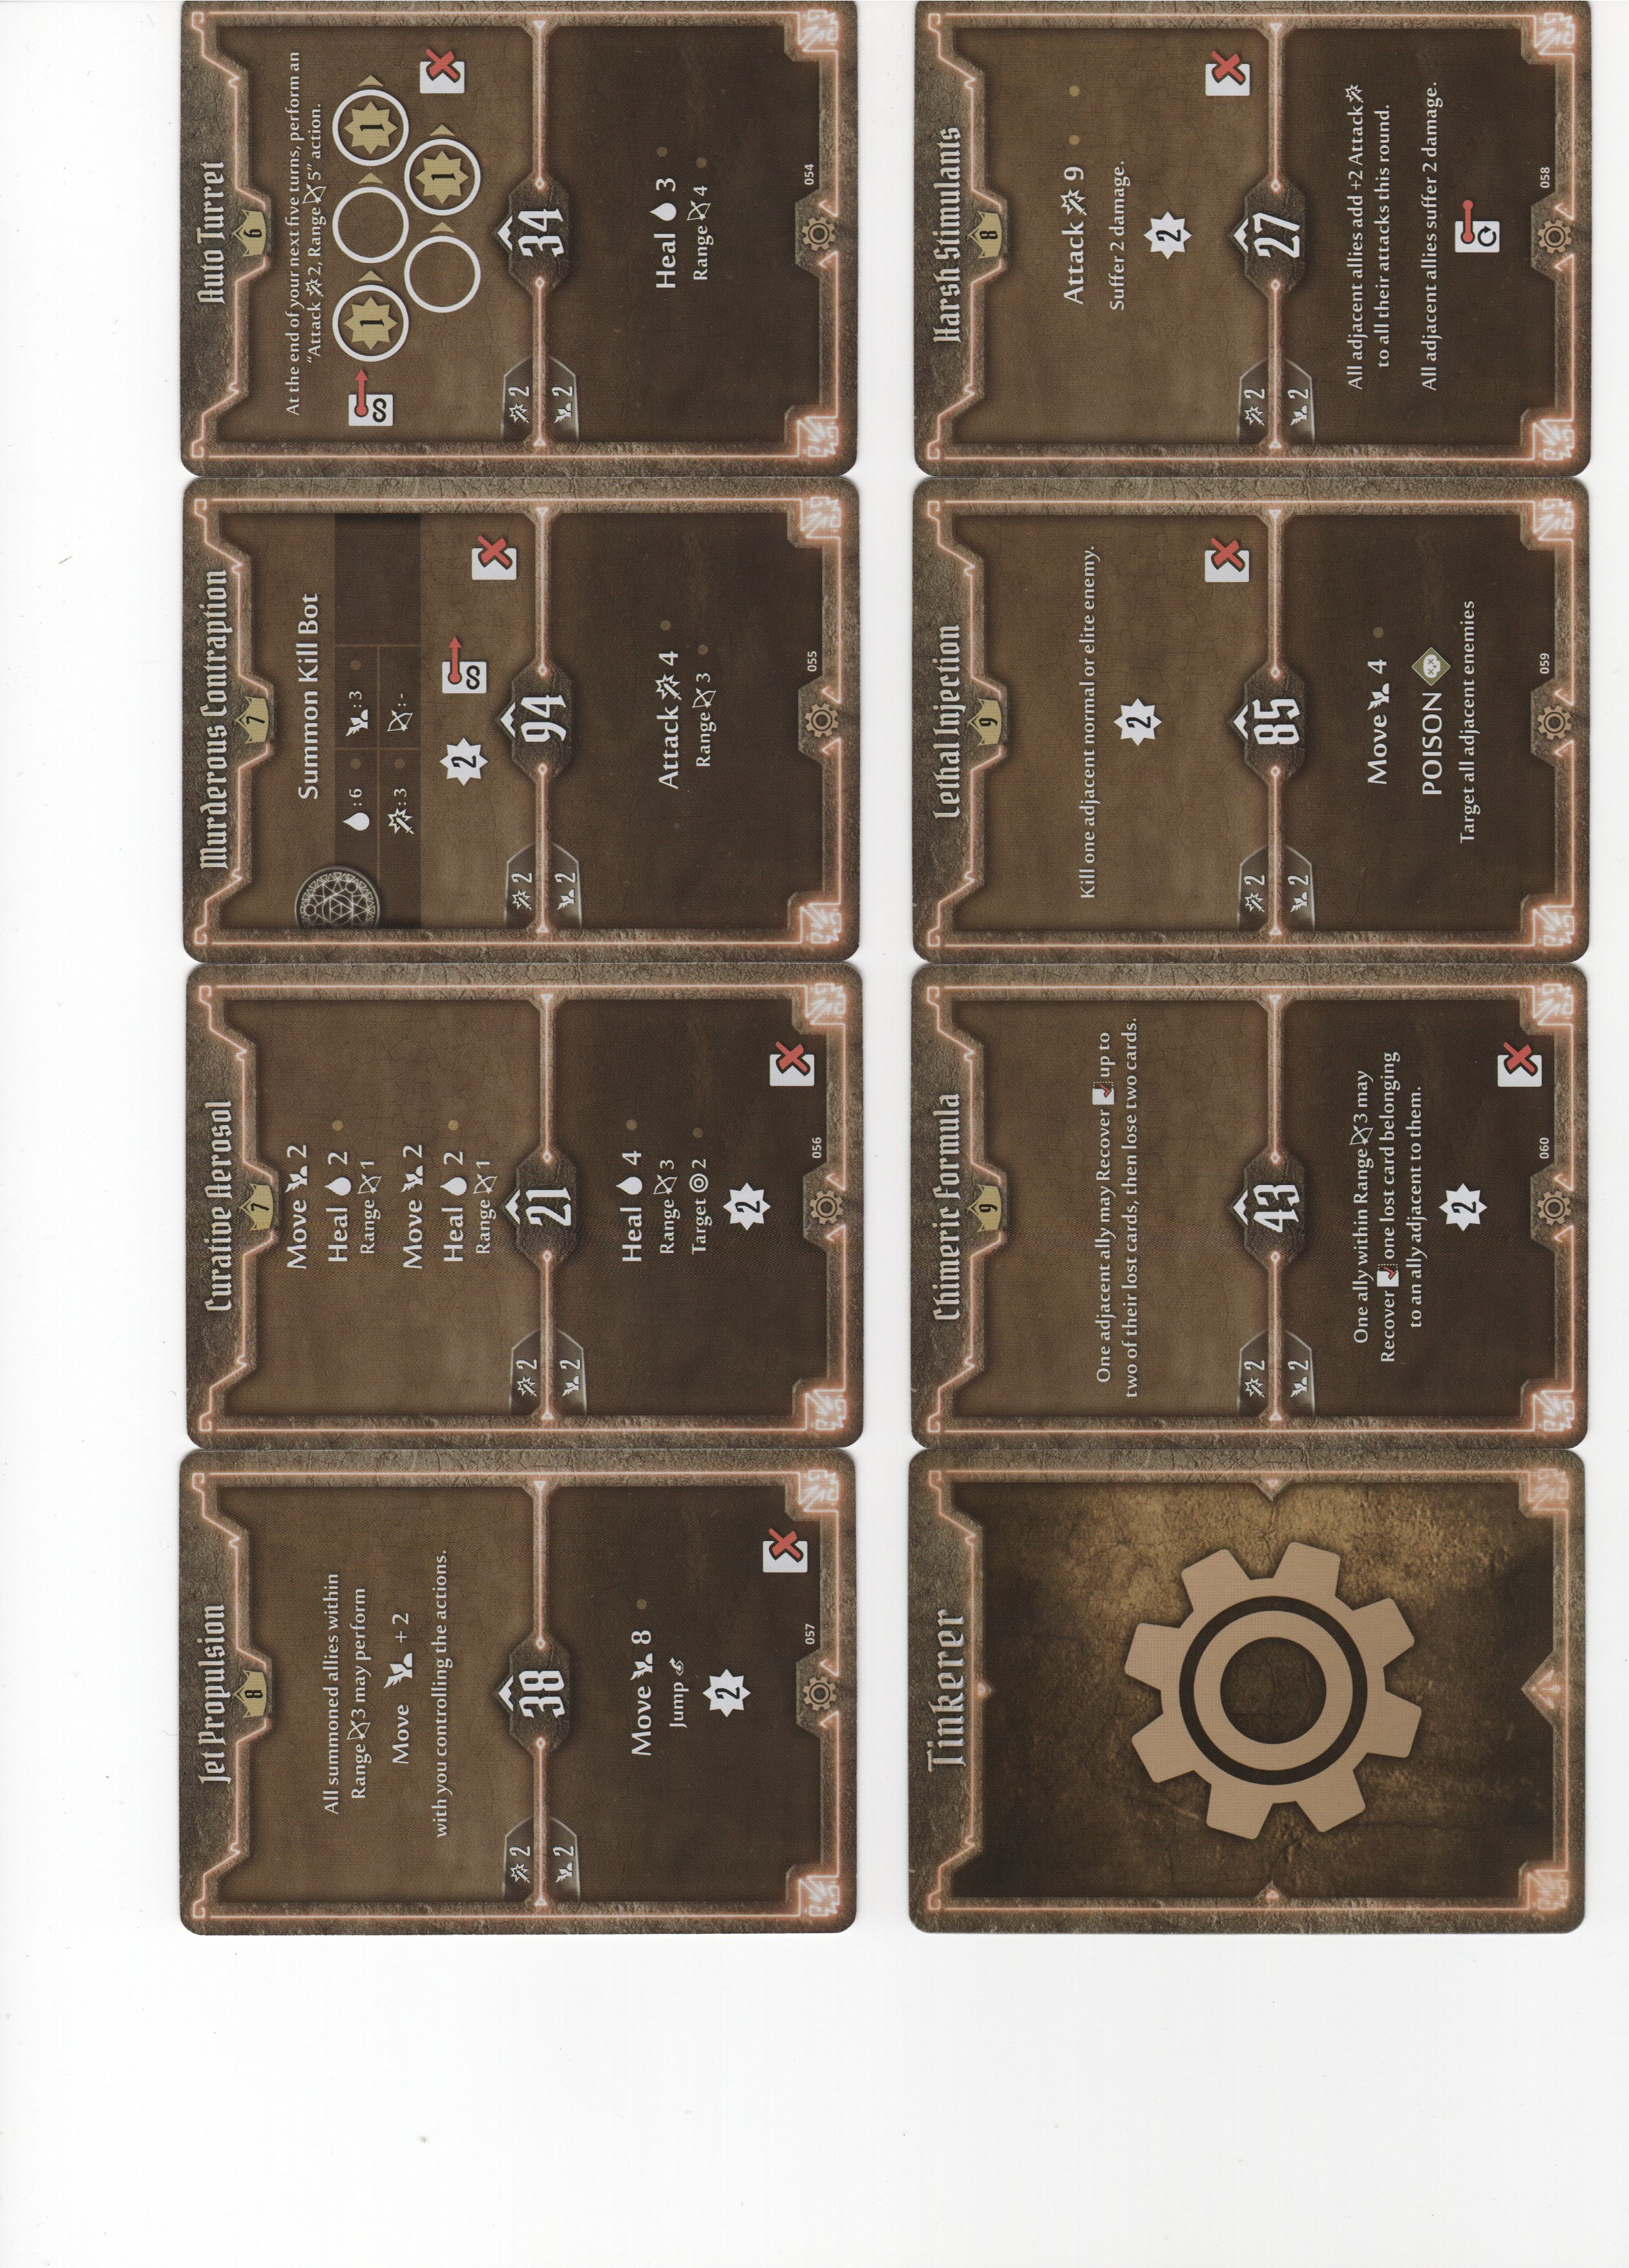 Jet Propulsion
8
All summoned allies within
Range 3 may perform
Move +2
with you controlling the actions.
2
38
2
Move 8
Jump
2
057
Curative Aerosol
7
Move 2
Heal 2
Range 1
Move 2
Heal 2
Range 1
2
21
2
Heal 4
Range 3
Target 2
2
056
Murderous Contraption
7
Summon Kill Bot
: 6 : 3
: 3 : -
2
2
94
2
Attack 4
Range 3
055
Auto Turret
6
At the end of your next five turns, perform an
"Attack 2, Range 5" action.
1 1
1
2
34
2
Heal 3
Range 4
054
Tinkerer
Chimeric Formula
9
One adjacent ally may Recover up to
two of their lost cards, then lose two cards.
2
43
2
One ally within Range 3 may
Recover one lost card belonging
to an ally adjacent to them.
2
060
Lethal Injection
9
Kill one adjacent normal or elite enemy.
2
2
85
2
Move 4
POISON
Target all adjacent enemies
059
Harsh Stimulants
8
Attack 9
Suffer 2 damage.
2
2
27
2
All adjacent allies add +2 Attack
to all their attacks this round.
All adjacent allies suffer 2 damage.
058